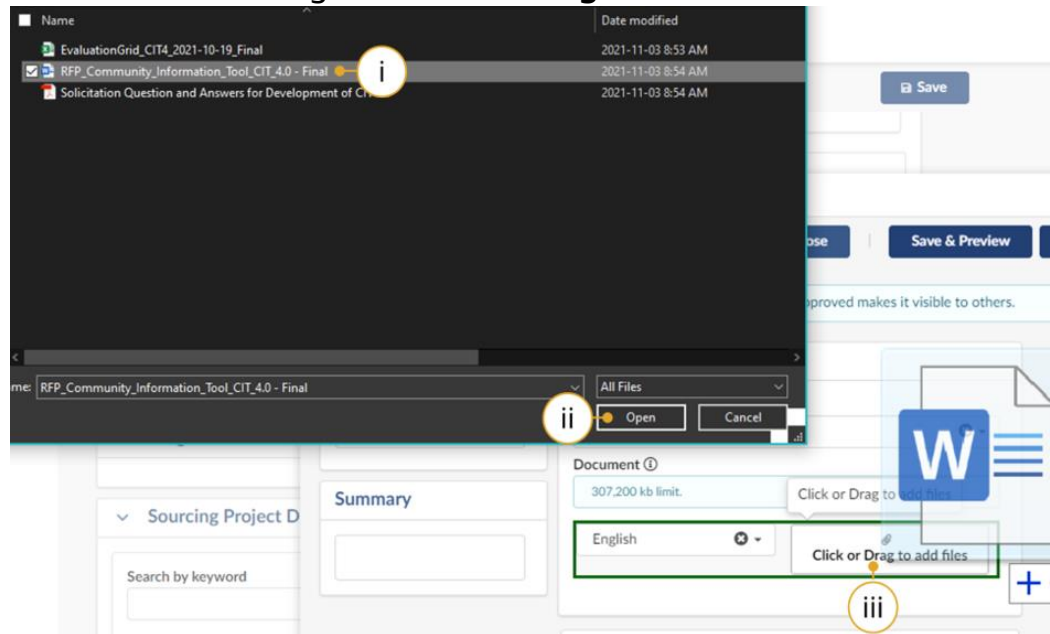 Name Date modified
EvaluationGrid_CIT4_2021-10-19_Final 2021-11-03 8:53 AM
RFP_Community_Information_Tool_CIT_4.0 - Final 2021-11-03 8:54 AM
i
Solicitation Question and Answers for Development of 2021-11-03 8:54 AM
Save
Save & Preview
makes it visible to others.
RFP_Community_Information_Tool_CIT_4.0 - Final All Files
ii
Open Cancel
W
Document
307,200 kb limit.
Click or Drag to add files
Summary
Sourcing Project D
English
Click or Drag to add files
Search by keyword
iii